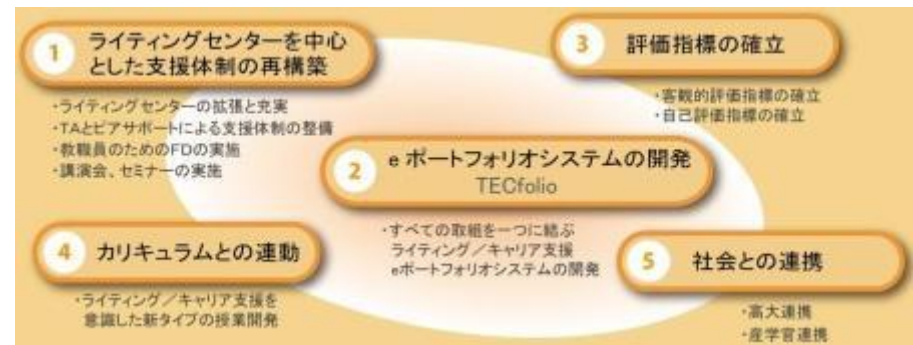 1
ライティングセンターを中心
とした支援体制の再構築
・ライティングセンターの拡張と充実
・TAとピアサポートによる支援体制の整備
・教職員のためのFDの実施
・講演会、セミナーの実施
2
eポートフォリオシステムの開発
TECfolio
・すべての取組を一つに結ぶ
ライティング／キャリア支援
eポートフォリオシステムの開発
3
評価指標の確立
・客観的評価指標の確立
・自己評価指標の確立
4
カリキュラムとの連動
・ライティング／キャリア支援を
意識した新タイプの授業開発
5
社会との連携
・高大連携
・産学官連携